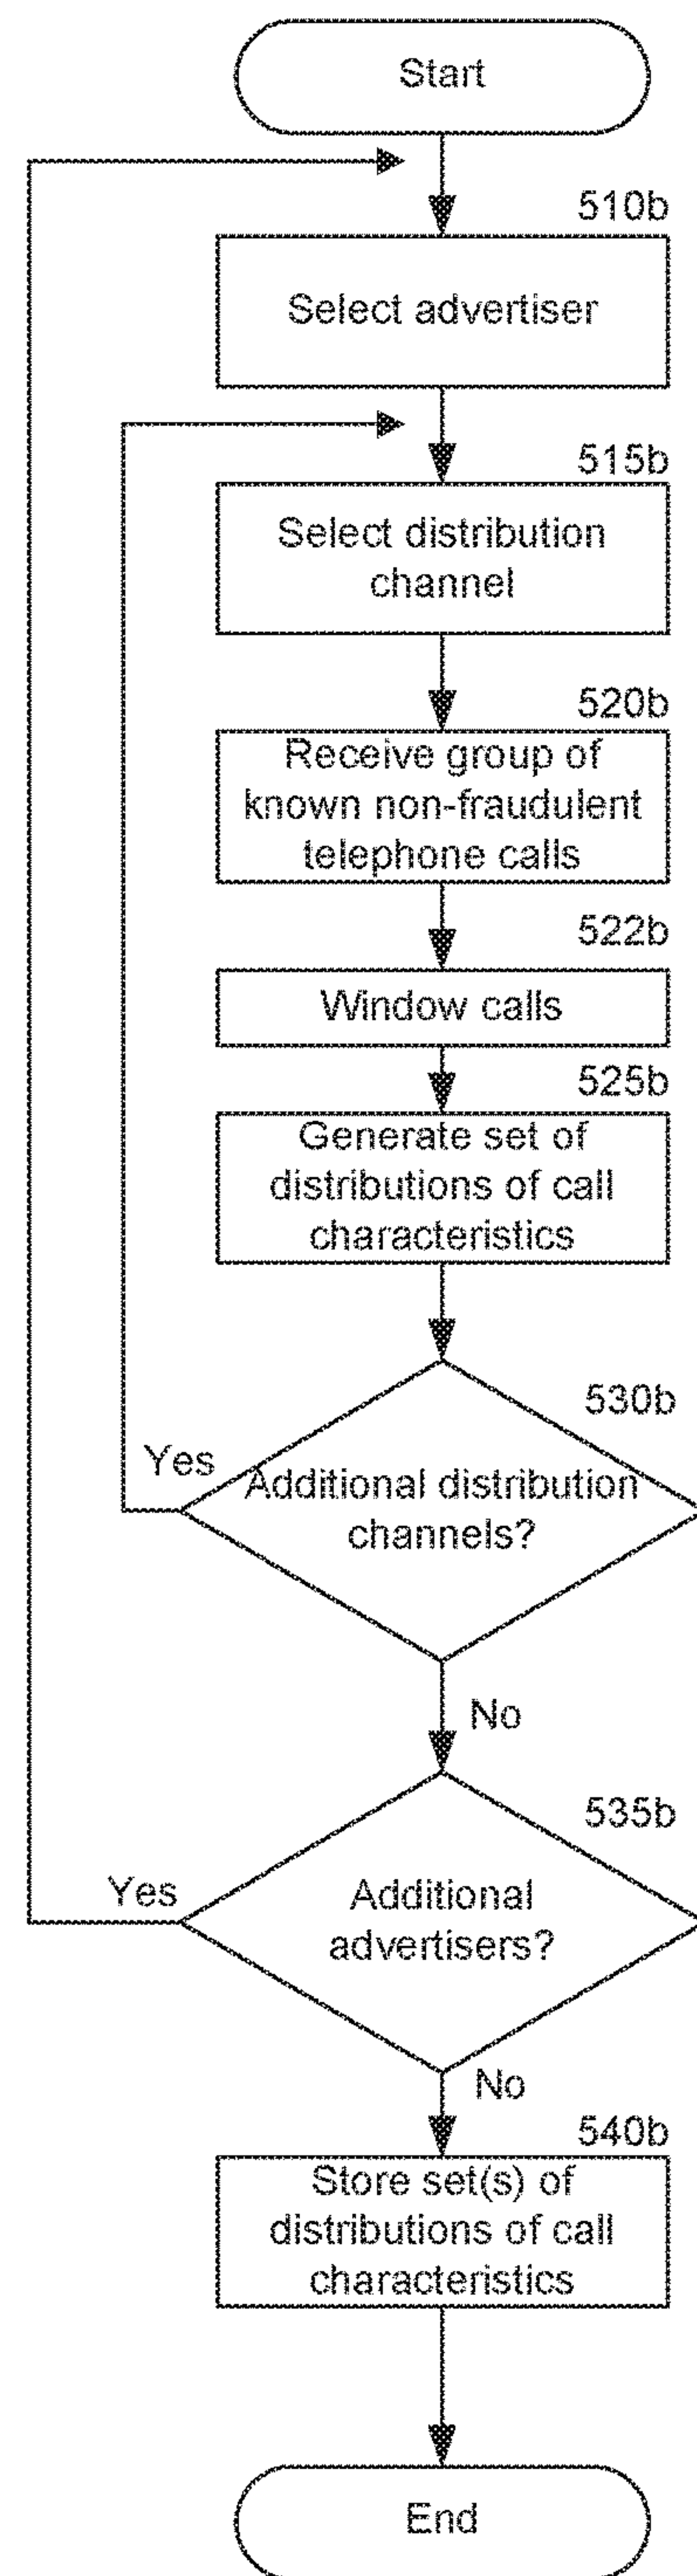 Start
510b
Select advertiser
515b
Select distribution
channel
520b
Receive group of
known non-fraudulent
telephone calls
522b
Window calls
525b
Generate set of
distributions of call
characteristics
530b
Yes
Additional distribution
channels?
No
535b
Yes
Additional
advertisers?
No
540b
Store set(s) of
distributions of call
characteristics
End